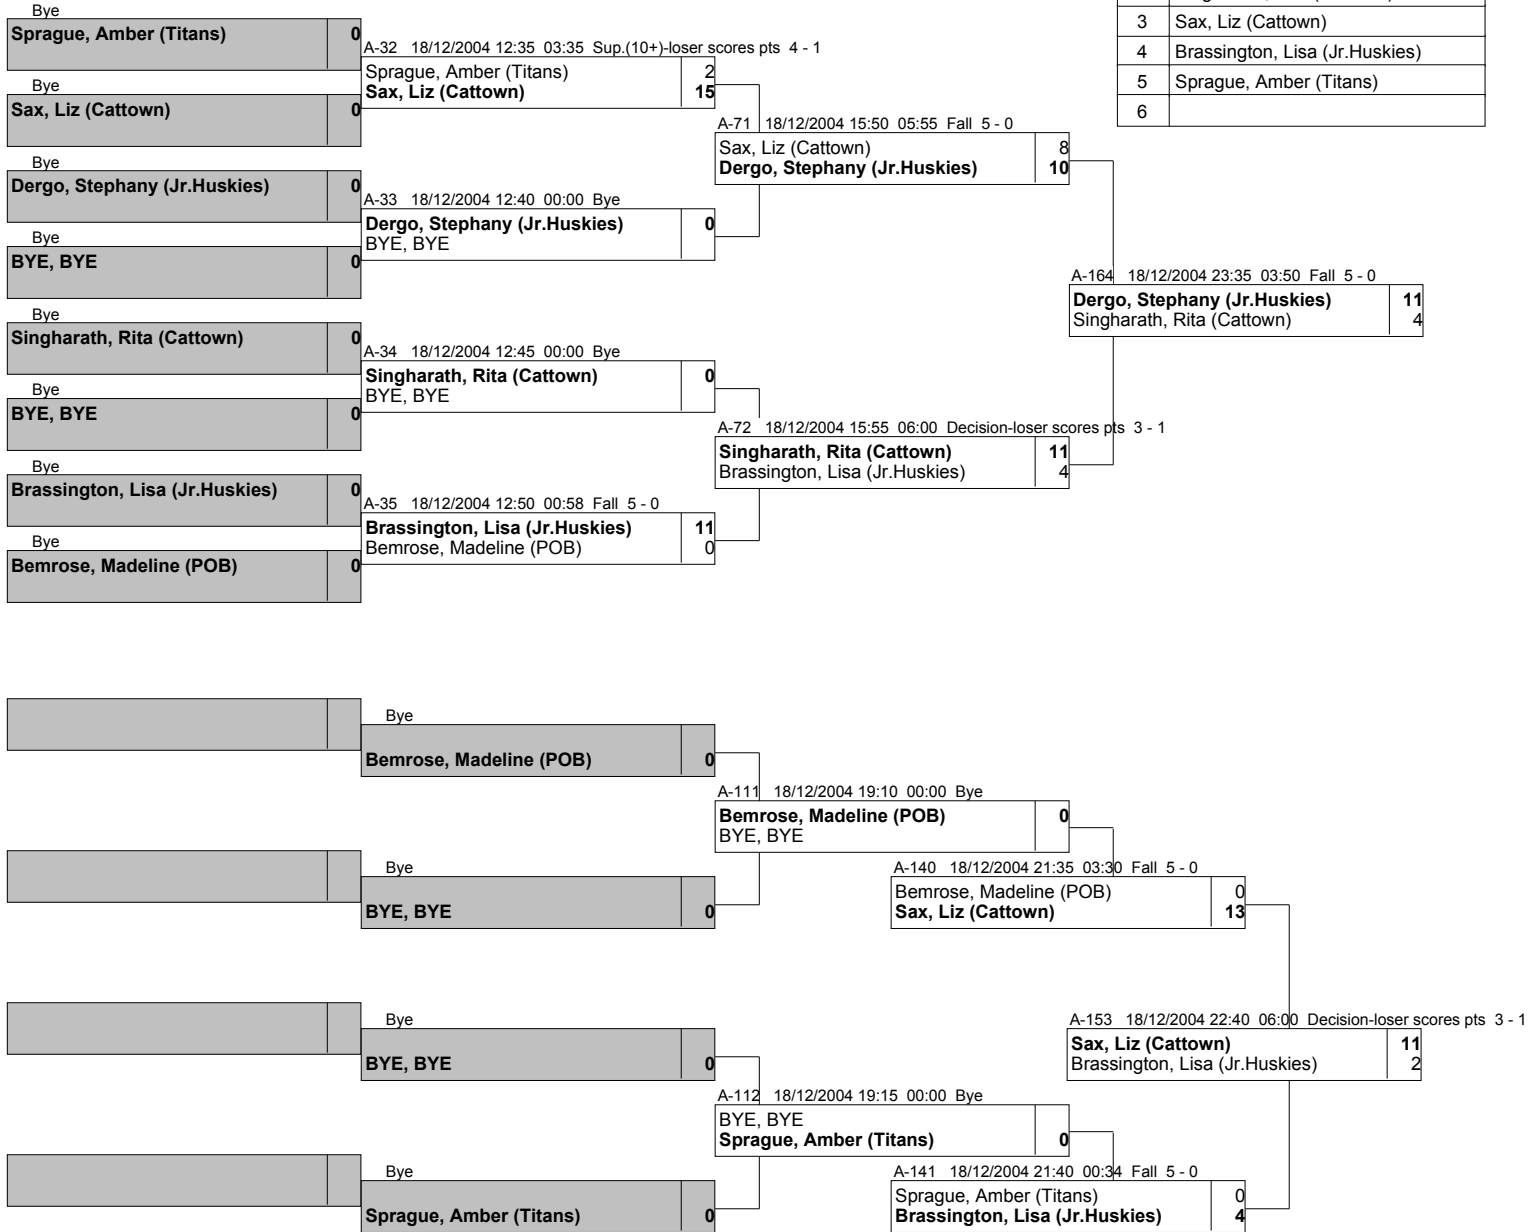 3 Sax, Liz (Cattown)
4 Brassington, Lisa (Jr.Huskies)
5 Sprague, Amber (Titans)
6
Bye
Sprague, Amber (Titans) 0
Bye
Sax, Liz (Cattown) 0
Bye
Dergo, Stephany (Jr.Huskies) 0
Bye
BYE, BYE 0
Bye
Singharath, Rita (Cattown) 0
Bye
BYE, BYE 0
Bye
Brassington, Lisa (Jr.Huskies) 0
Bye
Bemrose, Madeline (POB) 0
A-32 18/12/2004 12:35 03:35 Sup.(10+)-loser scores pts 4 - 1
Sprague, Amber (Titans) 2
Sax, Liz (Cattown) 15
A-33 18/12/2004 12:40 00:00 Bye
Dergo, Stephany (Jr.Huskies) 0
BYE, BYE
A-34 18/12/2004 12:45 00:00 Bye
Singharath, Rita (Cattown) 0
BYE, BYE
A-35 18/12/2004 12:50 00:58 Fall 5 - 0
Brassington, Lisa (Jr.Huskies) 11
Bemrose, Madeline (POB) 0
A-71 18/12/2004 15:50 05:55 Fall 5 - 0
Sax, Liz (Cattown) 8
Dergo, Stephany (Jr.Huskies) 10
A-72 18/12/2004 15:55 06:00 Decision-loser scores pts 3 - 1
Singharath, Rita (Cattown) 11
Brassington, Lisa (Jr.Huskies) 4
A-164 18/12/2004 23:35 03:50 Fall 5 - 0
Dergo, Stephany (Jr.Huskies) 11
Singharath, Rita (Cattown) 4
Bye
Bemrose, Madeline (POB) 0
Bye
BYE, BYE 0
Bye
BYE, BYE 0
Bye
Sprague, Amber (Titans) 0
A-111 18/12/2004 19:10 00:00 Bye
Bemrose, Madeline (POB) 0
BYE, BYE
A-112 18/12/2004 19:15 00:00 Bye
BYE, BYE
Sprague, Amber (Titans) 0
A-140 18/12/2004 21:35 03:30 Fall 5 - 0
Bemrose, Madeline (POB) 0
Sax, Liz (Cattown) 13
A-141 18/12/2004 21:40 00:34 Fall 5 - 0
Sprague, Amber (Titans) 0
Brassington, Lisa (Jr.Huskies) 4
A-153 18/12/2004 22:40 06:00 Decision-loser scores pts 3 - 1
Sax, Liz (Cattown) 11
Brassington, Lisa (Jr.Huskies) 2